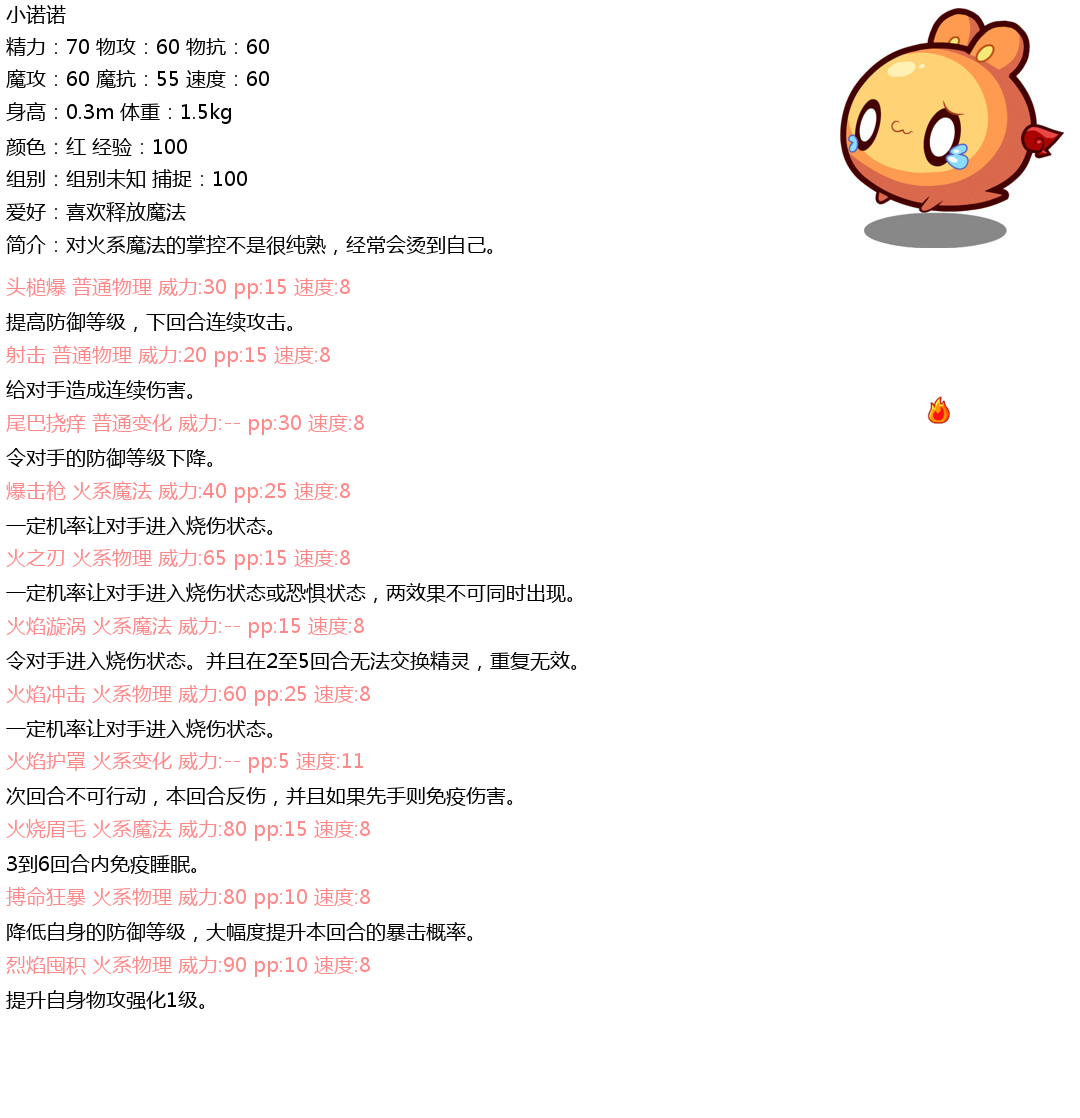 小诺诺
精力：70 物攻：60 物抗：60
魔攻：60 魔抗：55 速度：60
身高：0.3m 体重：1.5kg
颜色：红 经验：100
组别：组别未知 捕捉：100
爱好：喜欢释放魔法
简介：对火系魔法的掌控不是很纯熟，经常会烫到自己。
头槌爆 普通物理 威力:30 pp:15 速度:8
提高防御等级，下回合连续攻击。
射击 普通物理 威力:20 pp:15 速度:8
给对手造成连续伤害。
尾巴挠痒 普通变化 威力:-- pp:30 速度:8
令对手的防御等级下降。
爆击枪 火系魔法 威力:40 pp:25 速度:8
一定机率让对手进入烧伤状态。
火之刃 火系物理 威力:65 pp:15 速度:8
一定机率让对手进入烧伤状态或恐惧状态，两效果不可同时出现。
火焰漩涡 火系魔法 威力:-- pp:15 速度:8
令对手进入烧伤状态。并且在2至5回合无法交换精灵，重复无效。
火焰冲击 火系物理 威力:60 pp:25 速度:8
一定机率让对手进入烧伤状态。
火焰护罩 火系变化 威力:-- pp:5 速度:11
次回合不可行动，本回合反伤，并且如果先手则免疫伤害。
火烧眉毛 火系魔法 威力:80 pp:15 速度:8
3到6回合内免疫睡眠。
搏命狂暴 火系物理 威力:80 pp:10 速度:8
降低自身的防御等级，大幅度提升本回合的暴击概率。
烈焰囤积 火系物理 威力:90 pp:10 速度:8
提升自身物攻强化1级。